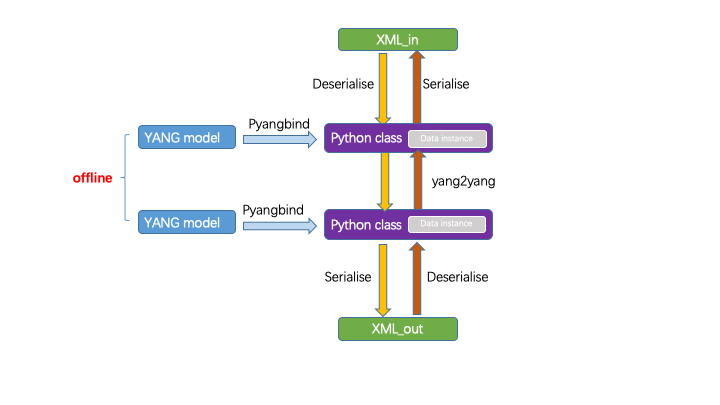 XML_in
Deserialise
Serialise
Pyangbind
YANG model
Python class
Data instance
offline
yang2yang
Pyangbind
YANG model
Python class
Data instance
Serialise
Deserialise
XML_out